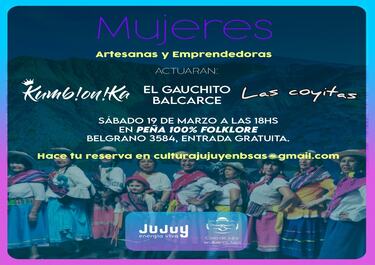 Mujeres
Artesanas y Emprendedoras
ACTUARAN:
Kumb!on!Ka EL GAUCHITO BALCARCE Las coyitas
SÁBADO 19 DE MARZO A LAS 18HS
EN PEÑA 100% FOLKLORE
BELGRANO 3584, ENTRADA GRATUITA.
Hace tu reserva en culturajujuyenbsas@gmail.com
JUJUY
energía viva